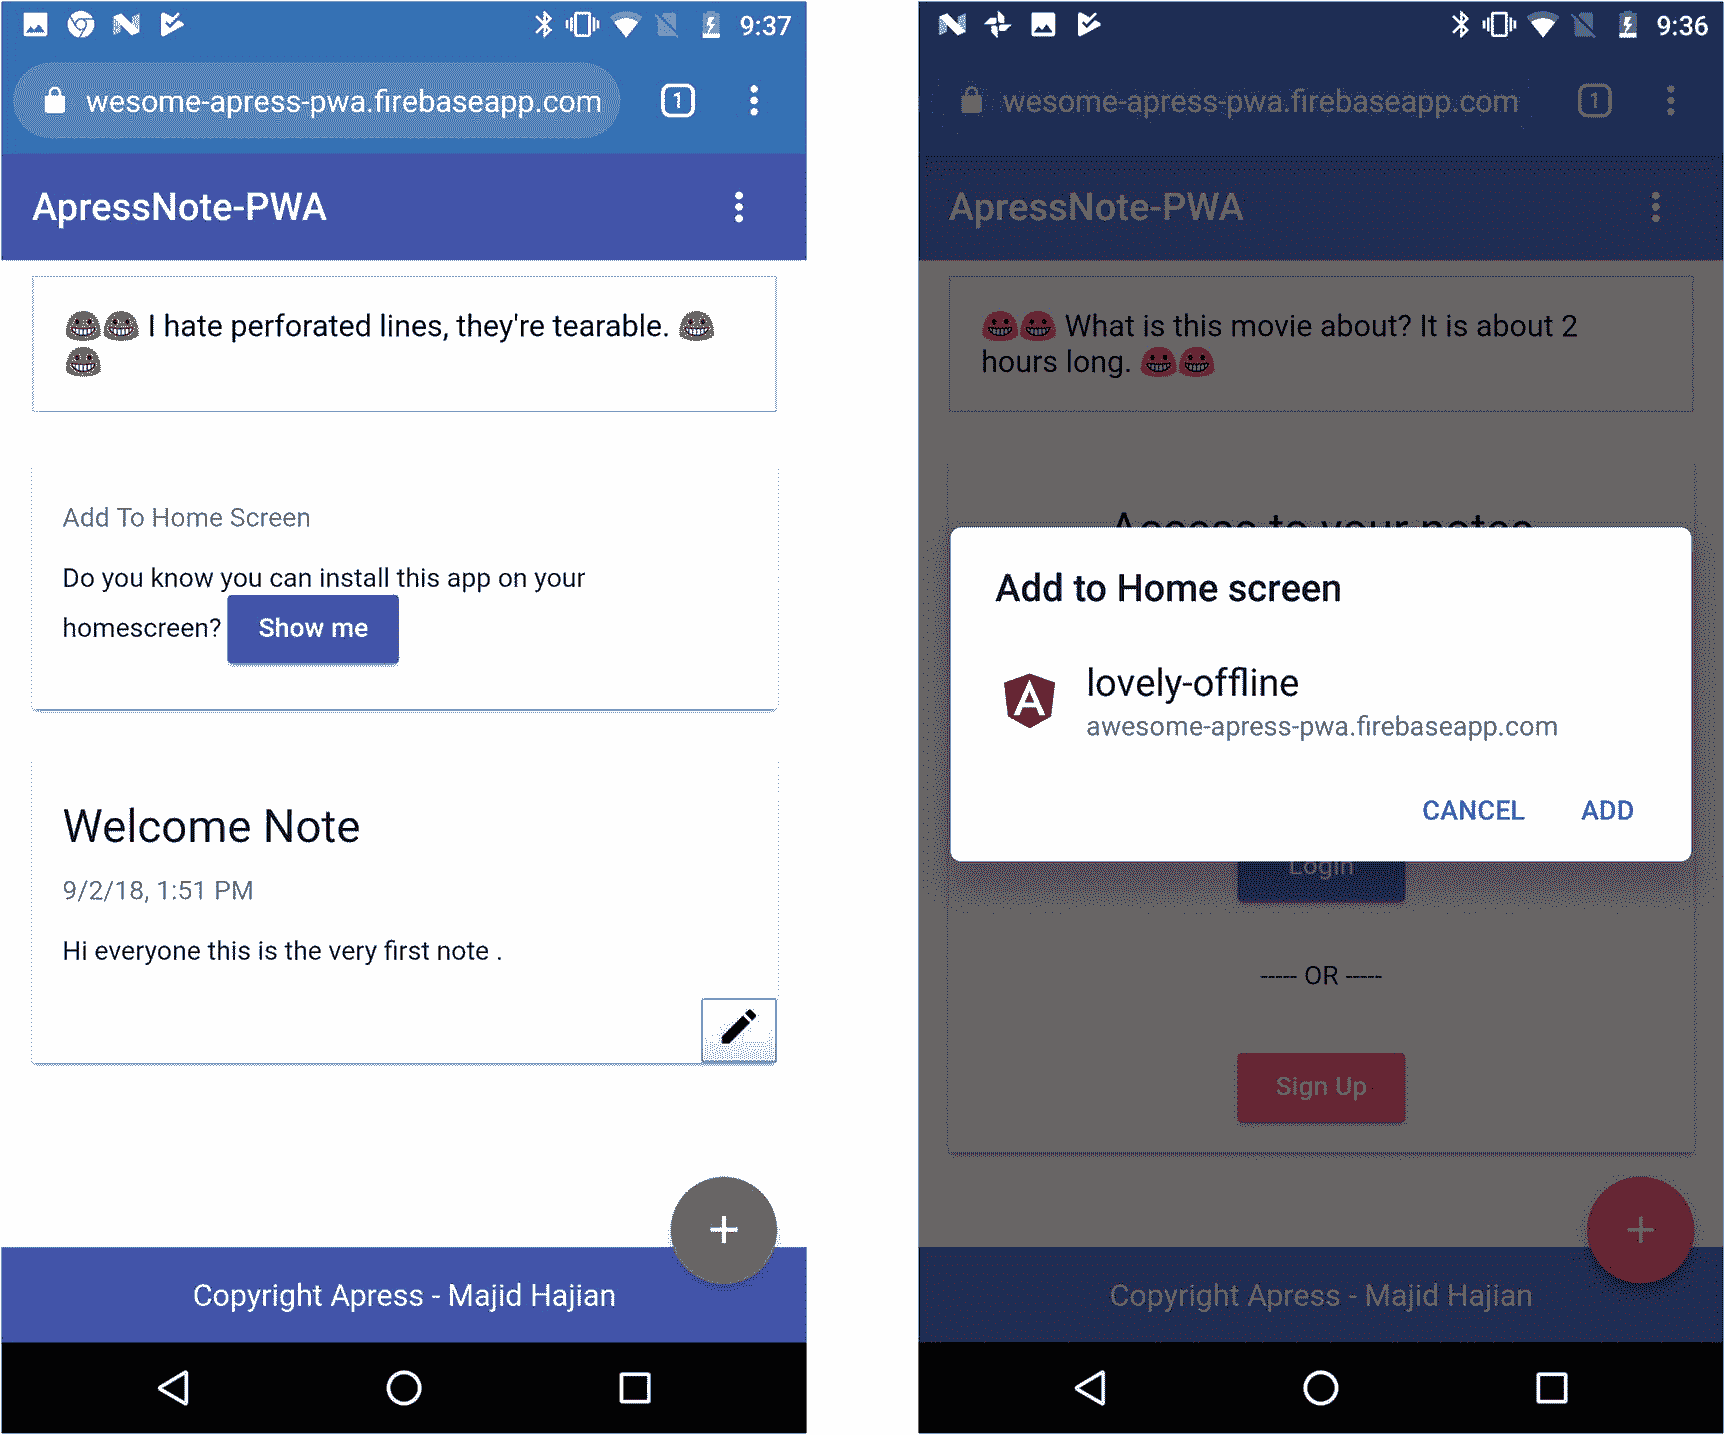 9:37
wesome-apress-pwa.firebaseapp.com
1
ApressNote-PWA
I hate perforated lines, they're tearable.
Add To Home Screen
Do you know you can install this app on your
homescreen? Show me
Welcome Note
9/2/18, 1:51 PM
Hi everyone this is the very first note .
+
Copyright Apress - Majid Hajian
9:36
wesome-apress-pwa.firebaseapp.com
1
ApressNote-PWA
What is this movie about? It is about 2
hours long.
Access to your notes
Add to Home screen
A
lovely-offline
awesome-apress-pwa.firebaseapp.com
CANCEL ADD
Login
----- OR -----
Sign Up
+
Copyright Apress - Majid Hajian